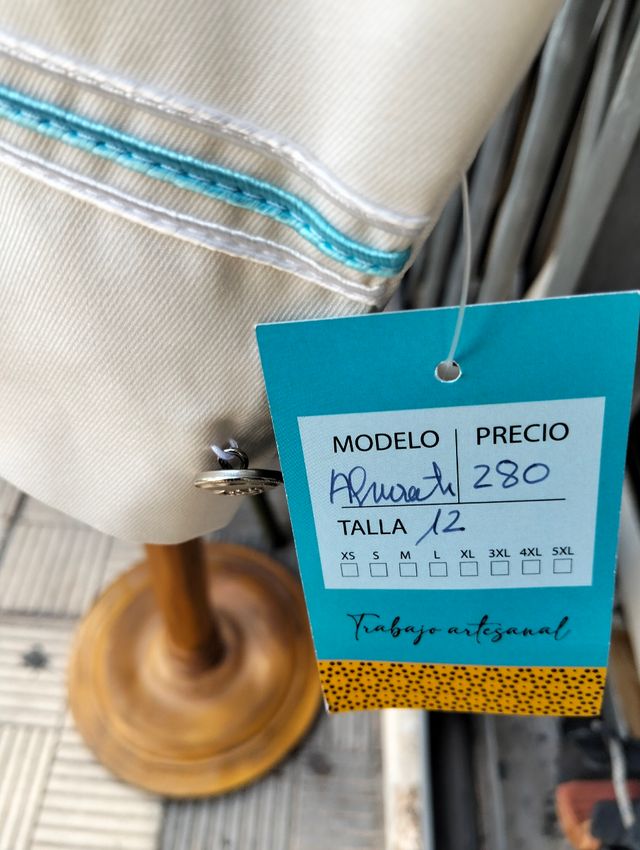 MODELO PRECIO
280
TALLA 12
XS S M L XL 3XL 4XL 5XL
Trabajo artesanal